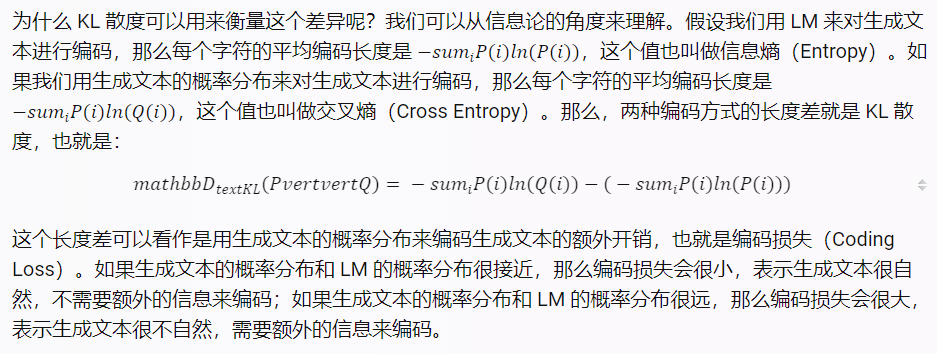 为什么 KL 散度可以用来衡量这个差异呢？我们可以从信息论的角度来理解。假设我们用 LM 来对生成文
本进行编码，那么每个字符的平均编码长度是 −sum_iP(i)ln(P(i))，这个值也叫做信息熵（Entropy）。如
果我们用生成文本的概率分布来对生成文本进行编码，那么每个字符的平均编码长度是
−sum_iP(i)ln(Q(i))，这个值也叫做交叉熵（Cross Entropy）。那么，两种编码方式的长度差就是 KL 散
度，也就是：
mathbbD_textKL(PvertvertQ) = −sum_iP(i)ln(Q(i)) − (−sum_iP(i)ln(P(i)))
这个长度差可以看作是用生成文本的概率分布来编码生成文本的额外开销，也就是编码损失（Coding
Loss）。如果生成文本的概率分布和 LM 的概率分布很接近，那么编码损失会很小，表示生成文本很自
然，不需要额外的信息来编码；如果生成文本的概率分布和 LM 的概率分布很远，那么编码损失会很大，
表示生成文本很不自然，需要额外的信息来编码。